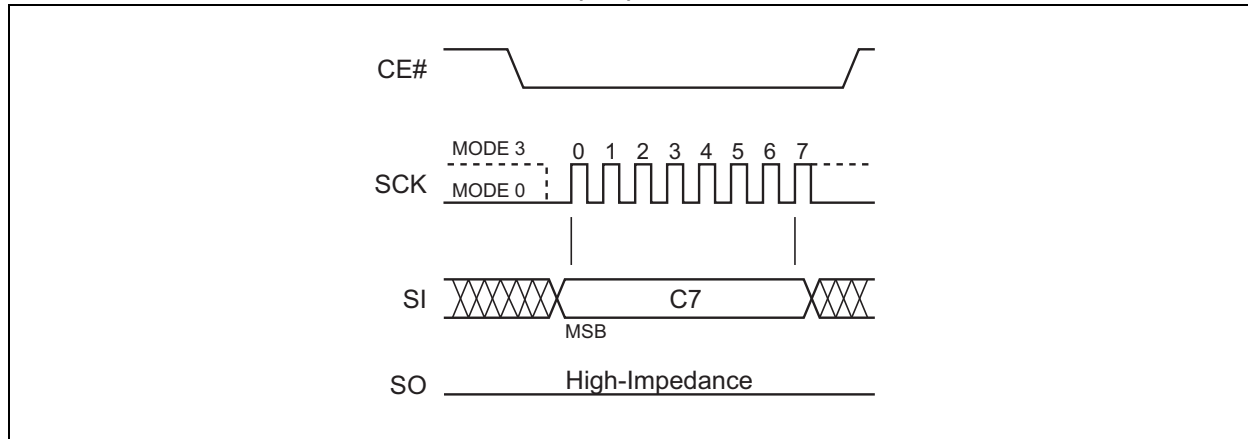 CE#
MODE 3 0 1 2 3 4 5 6 7
SCK MODE 0
SI C7
MSB
SO High-Impedance